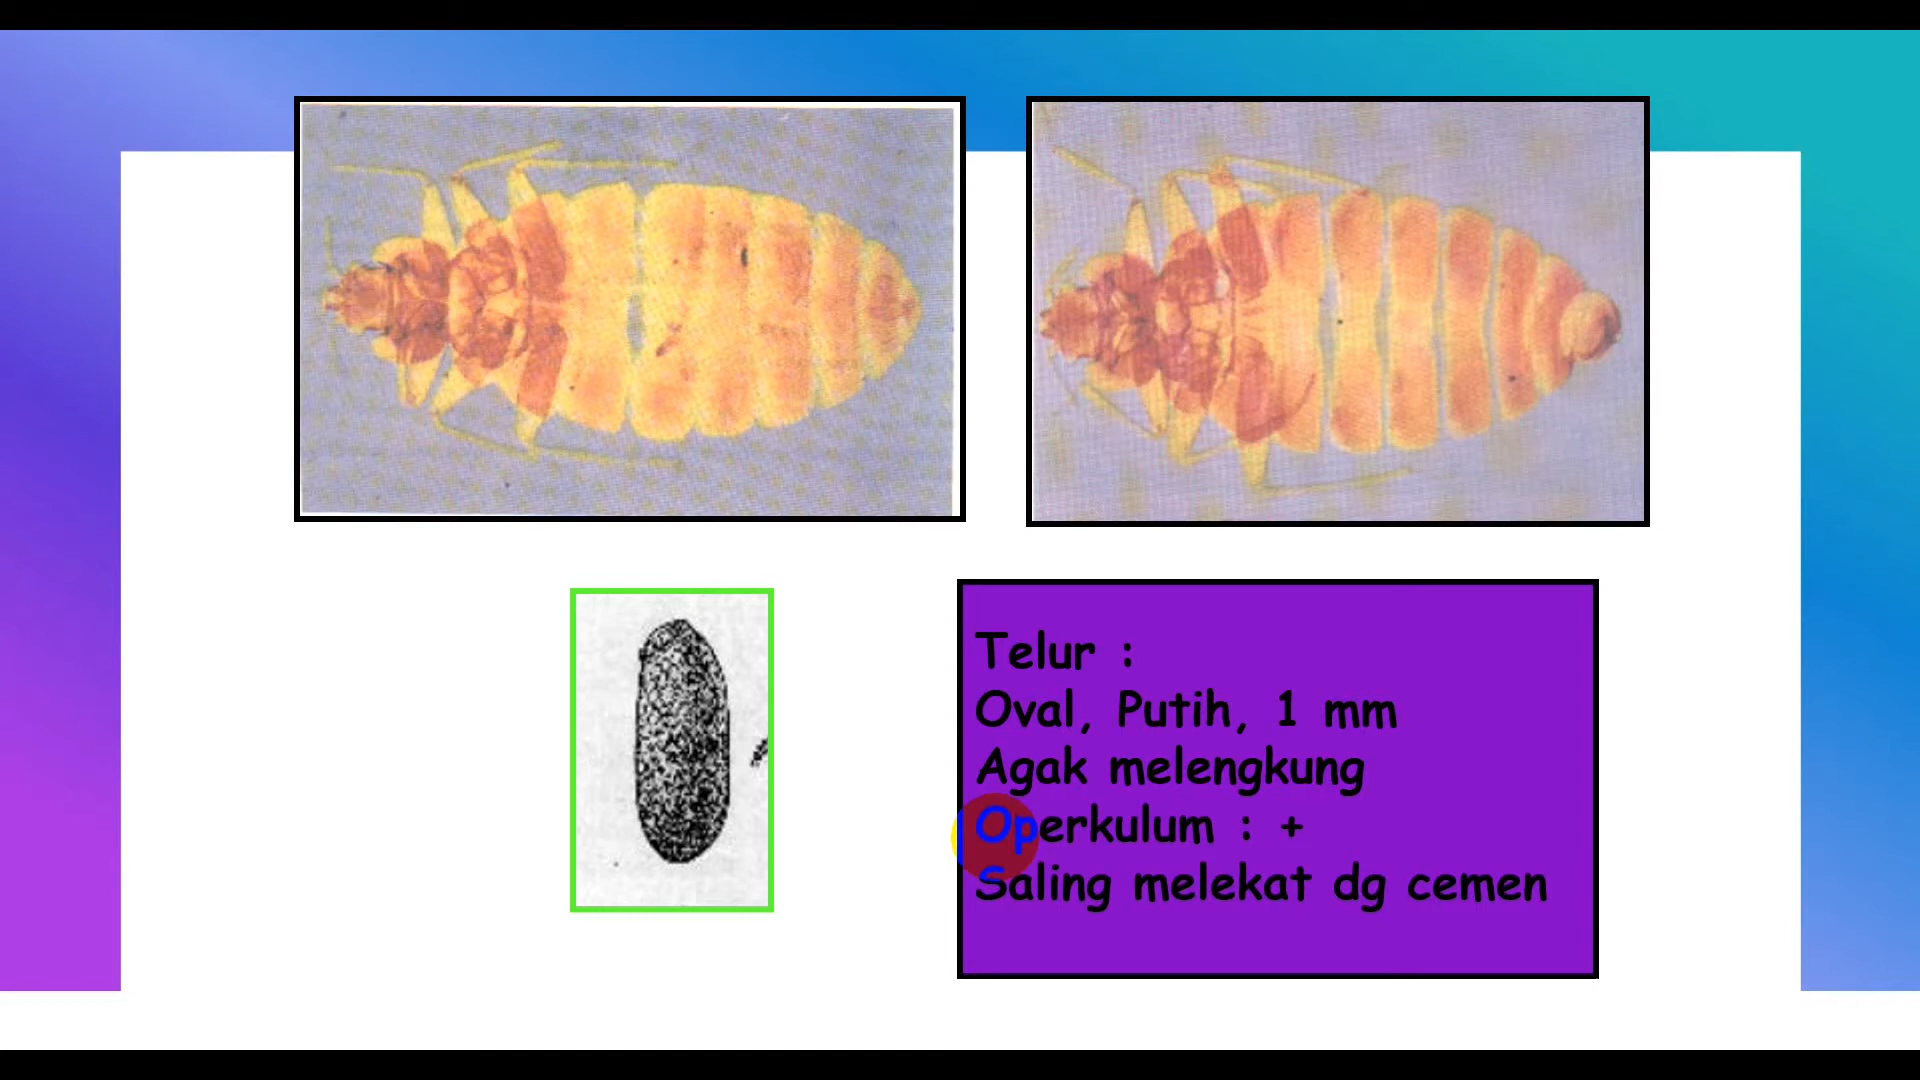 Telur :
Oval, Putih, 1 mm
Agak melengkung
Operkulum : +
Saling melekat dg cemen